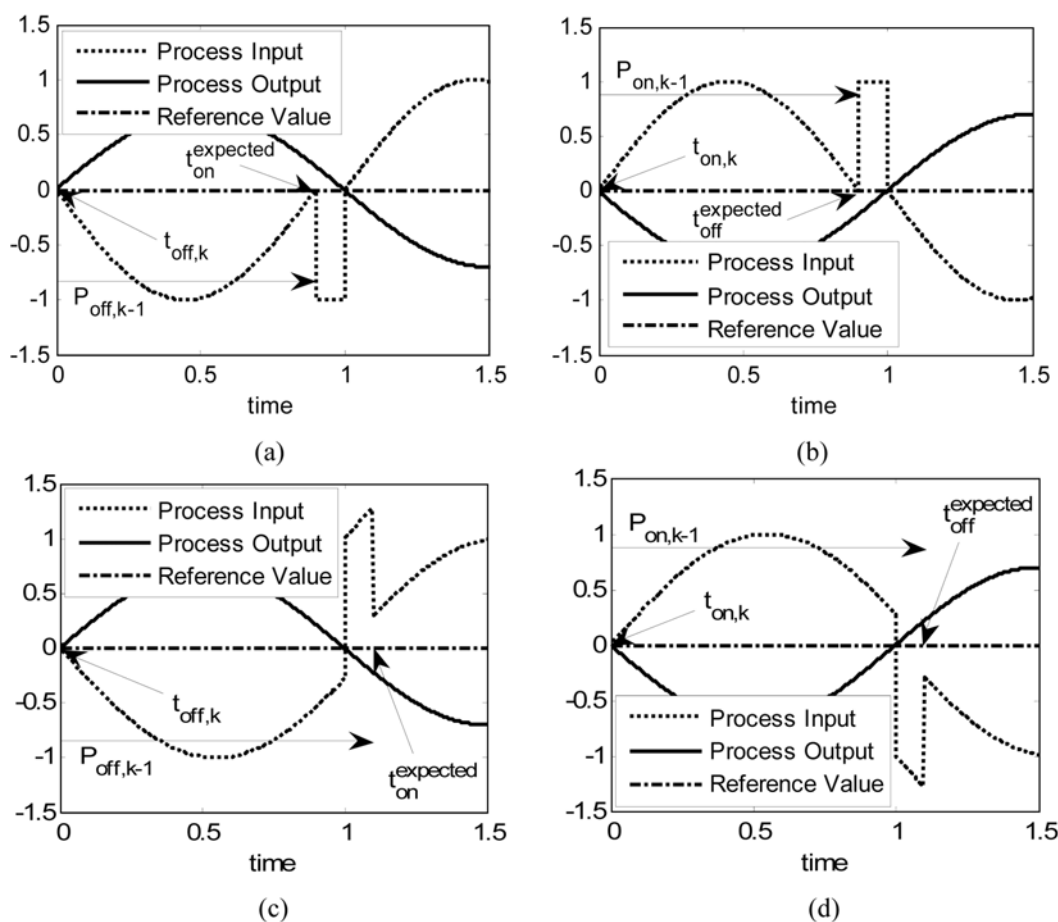 1.5
Process Input
Process Output
Reference Value
1
0.5
0
-0.5
-1
-1.5
t_on^expected
t_off,k
P_off,k-1
0
0.5
1
1.5
time
(a)
1.5
P_on,k-1
1
0.5
t_on,k
0
t_off^expected
-0.5
Process Input
Process Output
-1
Reference Value
-1.5
0
0.5
1
1.5
time
(b)
1.5
Process Input
1
Process Output
Reference Value
0.5
0
t_off,k
-0.5
P_off,k-1
-1
t_on^expected
-1.5
0
0.5
1
1.5
time
(c)
1.5
P_on,k-1
t_off^expected
1
0.5
t_on,k
0
-0.5
Process Input
Process Output
-1
Reference Value
-1.5
0
0.5
1
1.5
time
(d)